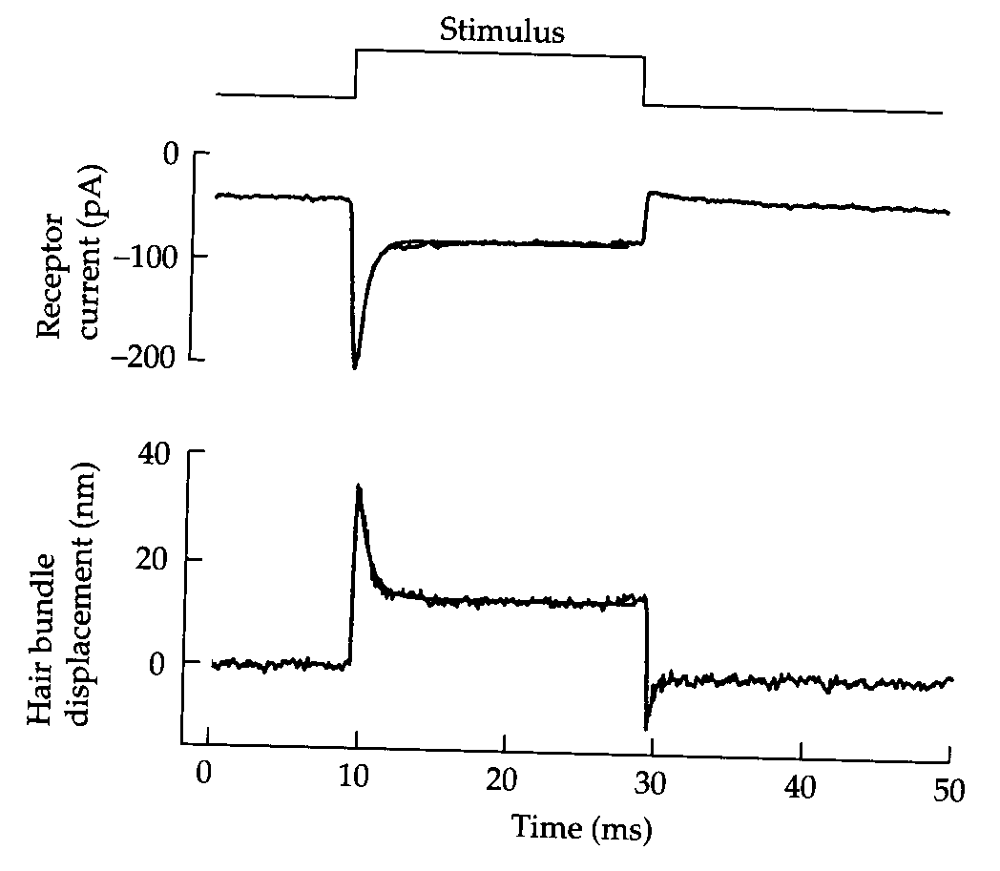 Stimulus
0
–100
–200
Receptor
current (pA)
40
20
0
Hair bundle
displacement (nm)
0
10
20
30
40
50
Time (ms)